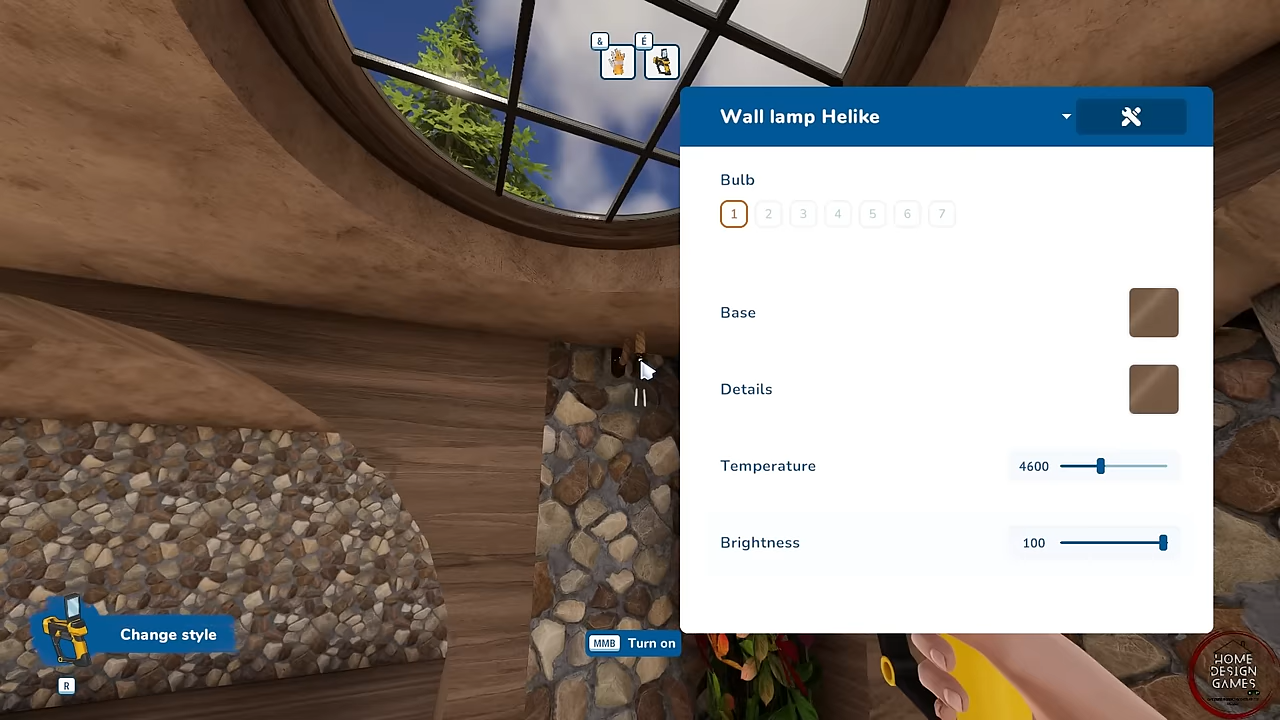 & É
Wall lamp Helike
Bulb
1 2 3 4 5 6 7
Base
Details
Temperature 4600
Brightness 100
Change style
R
MMB Turn on
HOME
DESIGN
GAMES